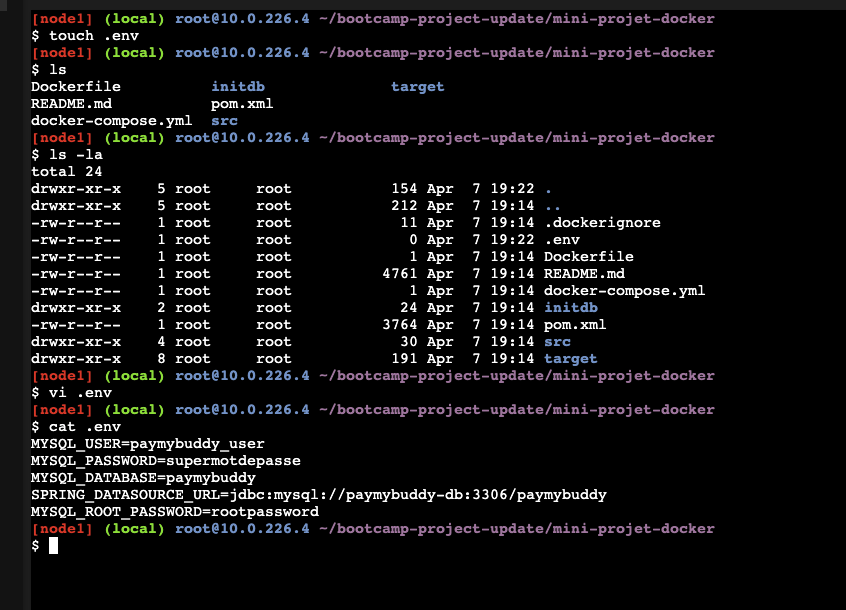 [node1] (local) root@10.0.226.4 ~/bootcamp-project-update/mini-projet-docker
$ touch .env
[node1] (local) root@10.0.226.4 ~/bootcamp-project-update/mini-projet-docker
$ ls
Dockerfile          initdb              target
README.md           pom.xml
docker-compose.yml  src
[node1] (local) root@10.0.226.4 ~/bootcamp-project-update/mini-projet-docker
$ ls -la
total 24
drwxr-xr-x    5 root     root           154 Apr  7 19:22 .
drwxr-xr-x    5 root     root           212 Apr  7 19:14 ..
-rw-r--r--    1 root     root            11 Apr  7 19:14 .dockerignore
-rw-r--r--    1 root     root             0 Apr  7 19:22 .env
-rw-r--r--    1 root     root             1 Apr  7 19:14 Dockerfile
-rw-r--r--    1 root     root          4761 Apr  7 19:14 README.md
-rw-r--r--    1 root     root             1 Apr  7 19:14 docker-compose.yml
drwxr-xr-x    2 root     root            24 Apr  7 19:14 initdb
-rw-r--r--    1 root     root          3764 Apr  7 19:14 pom.xml
drwxr-xr-x    4 root     root            30 Apr  7 19:14 src
drwxr-xr-x    8 root     root           191 Apr  7 19:14 target
[node1] (local) root@10.0.226.4 ~/bootcamp-project-update/mini-projet-docker
$ vi .env
[node1] (local) root@10.0.226.4 ~/bootcamp-project-update/mini-projet-docker
$ cat .env
MYSQL_USER=paymybuddy_user
MYSQL_PASSWORD=supermotdepasse
MYSQL_DATABASE=paymybuddy
SPRING_DATASOURCE_URL=jdbc:mysql://paymybuddy-db:3306/paymybuddy
MYSQL_ROOT_PASSWORD=rootpassword
[node1] (local) root@10.0.226.4 ~/bootcamp-project-update/mini-projet-docker
$